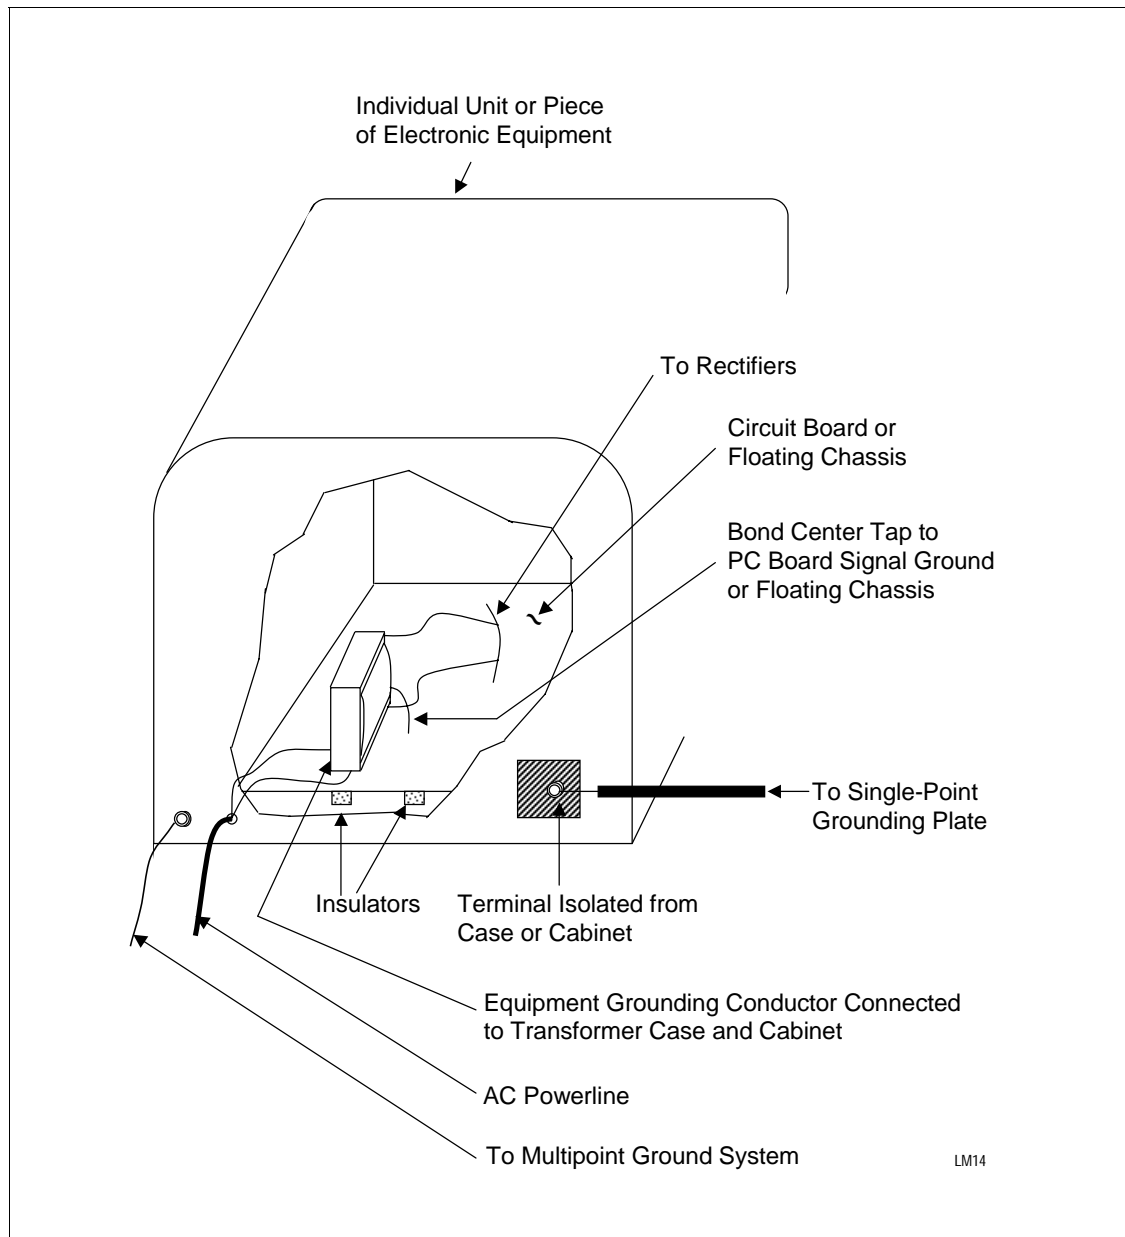 Individual Unit or Piece
of Electronic Equipment
To Rectifiers
Circuit Board or
Floating Chassis
Bond Center Tap to
PC Board Signal Ground
or Floating Chassis
To Single-Point
Grounding Plate
Insulators
Terminal Isolated from
Case or Cabinet
Equipment Grounding Conductor Connected
to Transformer Case and Cabinet
AC Powerline
To Multipoint Ground System
LM14